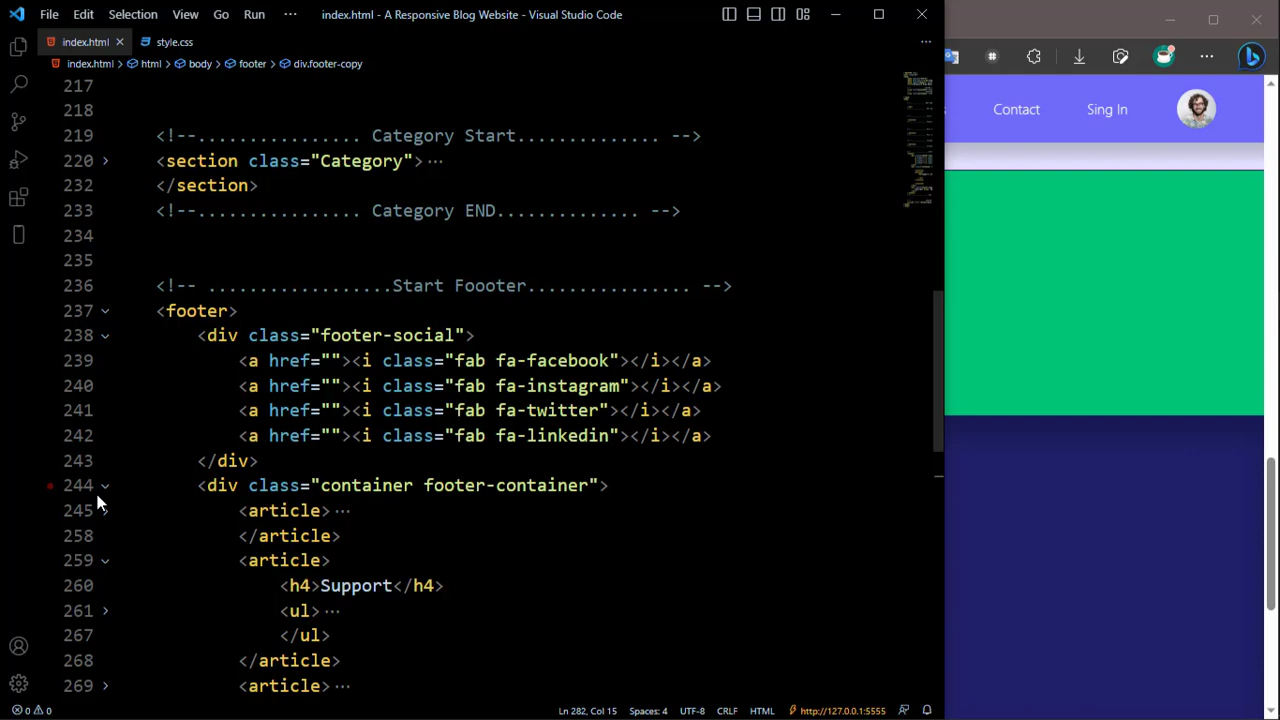 File Edit Selection View Go Run ··· index.html - A Responsive Blog Website - Visual Studio Code
index.html style.css
index.html > html > body > footer > div.footer-copy
217
218
219 <!-- ................ Category Start.............. -->
220 <section class="Category"> ···
232 </section>
233 <!--................ Category END.............. -->
234
235
236 <!-- ..................Start Foooter................ -->
237 <footer>
238 <div class="footer-social">
239 <a href=""><i class="fab fa-facebook"></i></a>
240 <a href=""><i class="fab fa-instagram"></i></a>
241 <a href=""><i class="fab fa-twitter"></i></a>
242 <a href=""><i class="fab fa-linkedin"></i></a>
243 </div>
244 <div class="container footer-container">
245 <article> ···
258 </article>
259 <article>
260 <h4>Support</h4>
261 <ul> ···
267 </ul>
268 </article>
269 <article> ···
0 0 Ln 282, Col 15 Spaces: 4 UTF-8 CRLF HTML http://127.0.0.1:5555
Contact Sing In